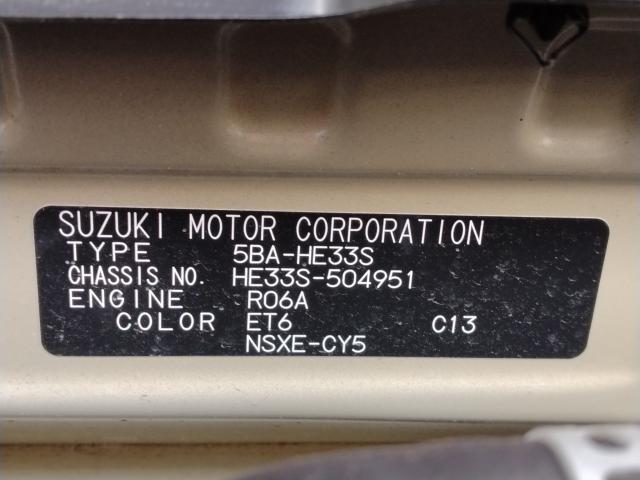 SUZUKI MOTOR CORPORATION
TYPE 5BA-HE33S
CHASSIS NO. HE33S-504951
ENGINE R06A
COLOR ET6 C13
NSXE-CY5